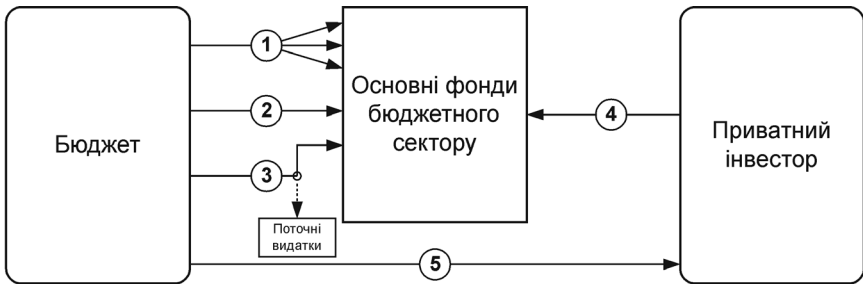 Бюджет
1
2
3
Поточні
видатки
Основні фонди
бюджетного
сектору
4
5
Приватний
інвестор